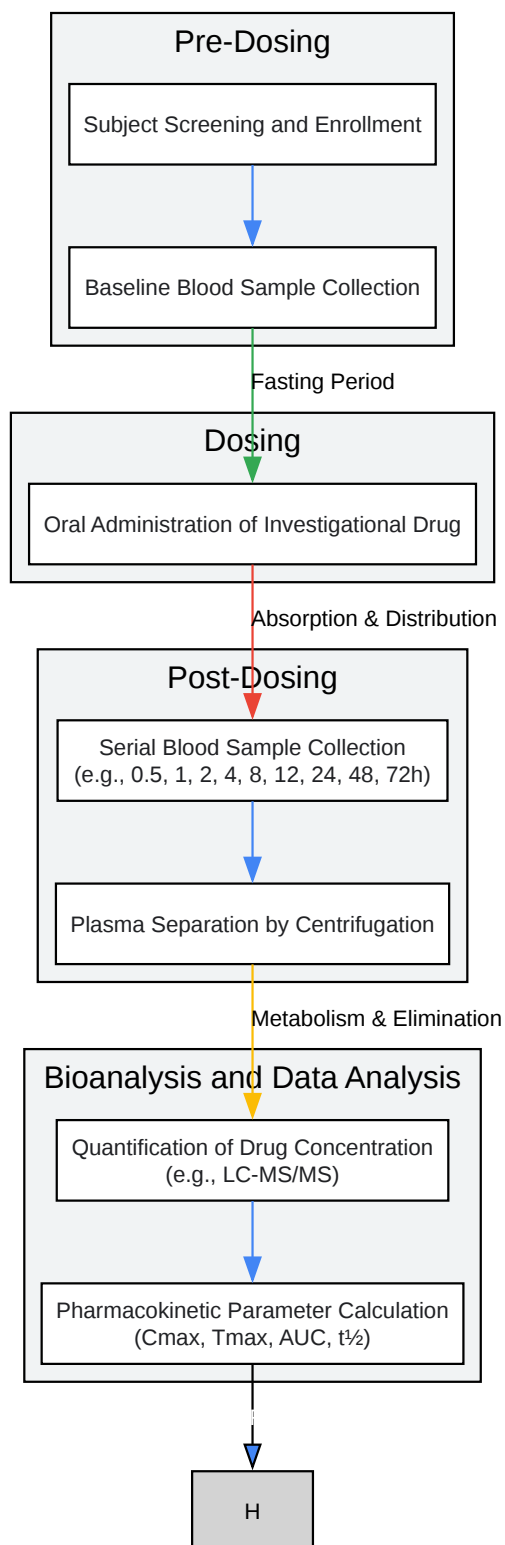 Pre-Dosing
Subject Screening and Enrollment
Baseline Blood Sample Collection
Fasting Period
Dosing
Oral Administration of Investigational Drug
Absorption & Distribution
Post-Dosing
Serial Blood Sample Collection
(e.g., 0.5, 1, 2, 4, 8, 12, 24, 48, 72h)
Plasma Separation by Centrifugation
Metabolism & Elimination
Bioanalysis and Data Analysis
Quantification of Drug Concentration
(e.g., LC-MS/MS)
Pharmacokinetic Parameter Calculation
(Cmax, Tmax, AUC, t½)
H